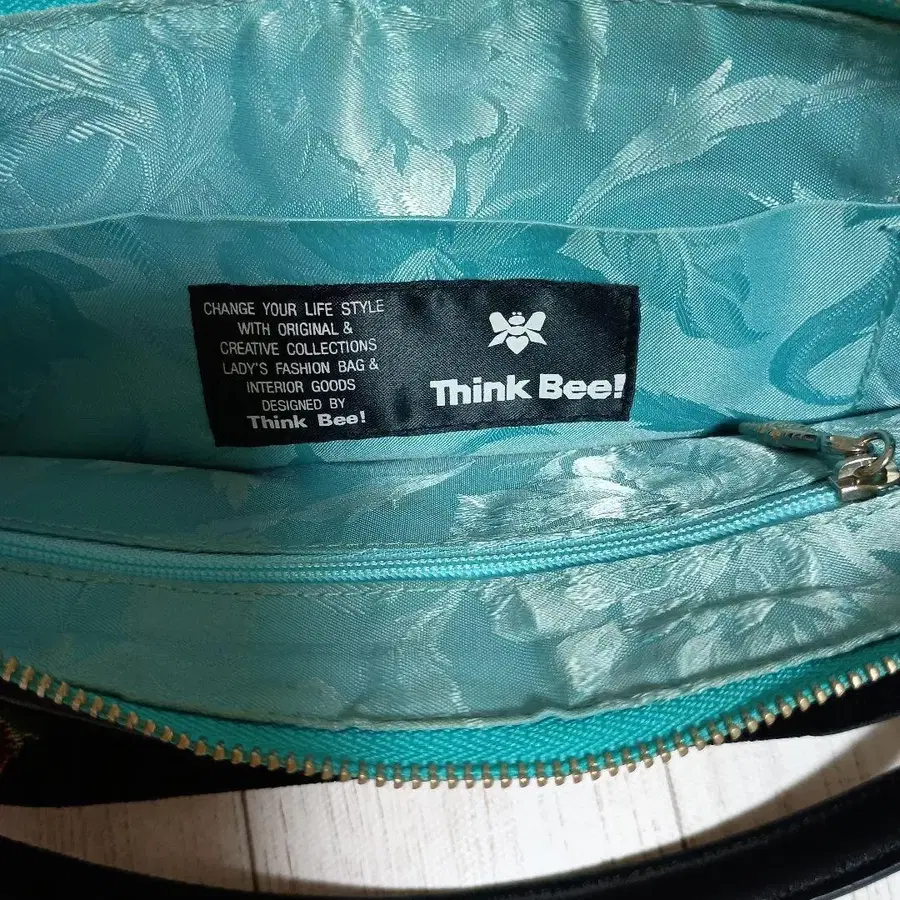 CHANGE YOUR LIFE STYLE
WITH ORIGINAL &
CREATIVE COLLECTIONS
LADY'S FASHION BAG &
INTERIOR GOODS
DESIGNED BY
Think Bee!
Think Bee!